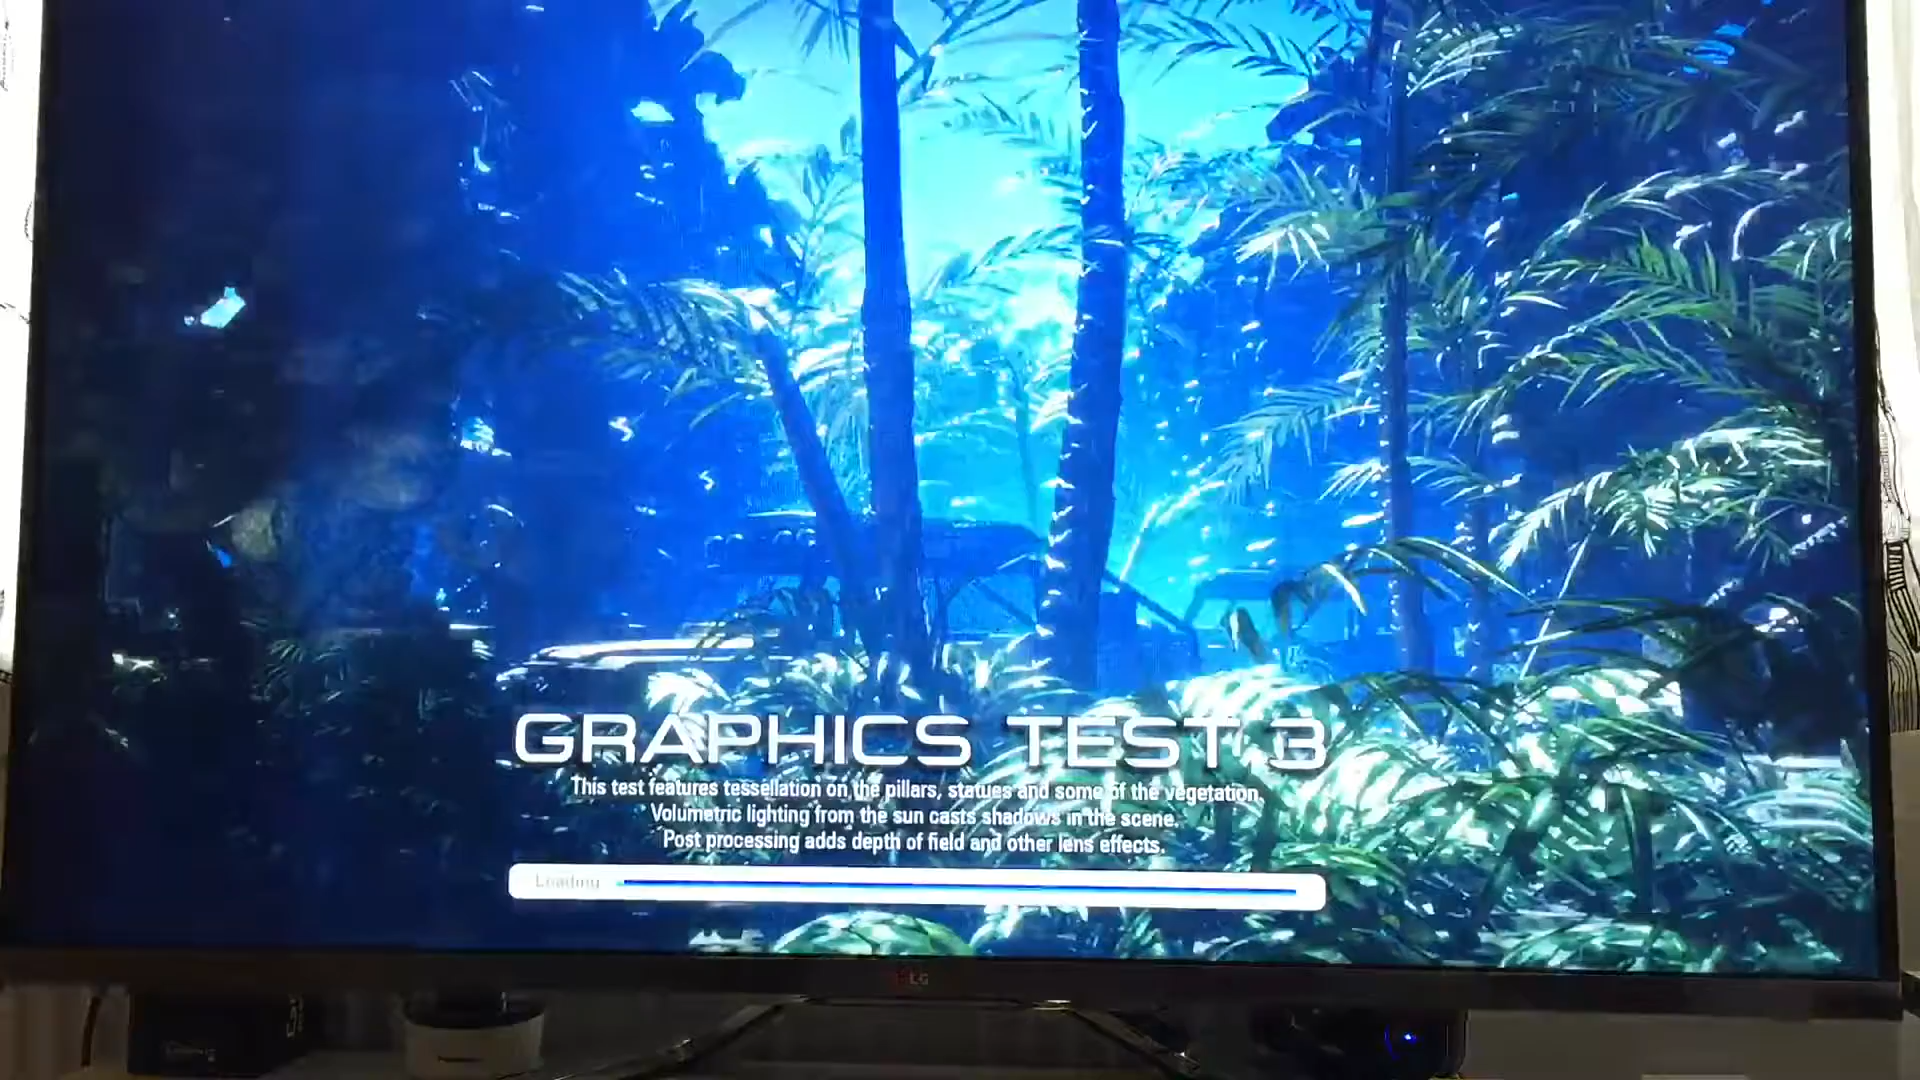 GRAPHICS TEST 3
This test features tessellation on the pillars, statues and some of the vegetation.
Volumetric lighting from the sun casts shadows in the scene.
Post processing adds depth of field and other lens effects.
Loading
LG